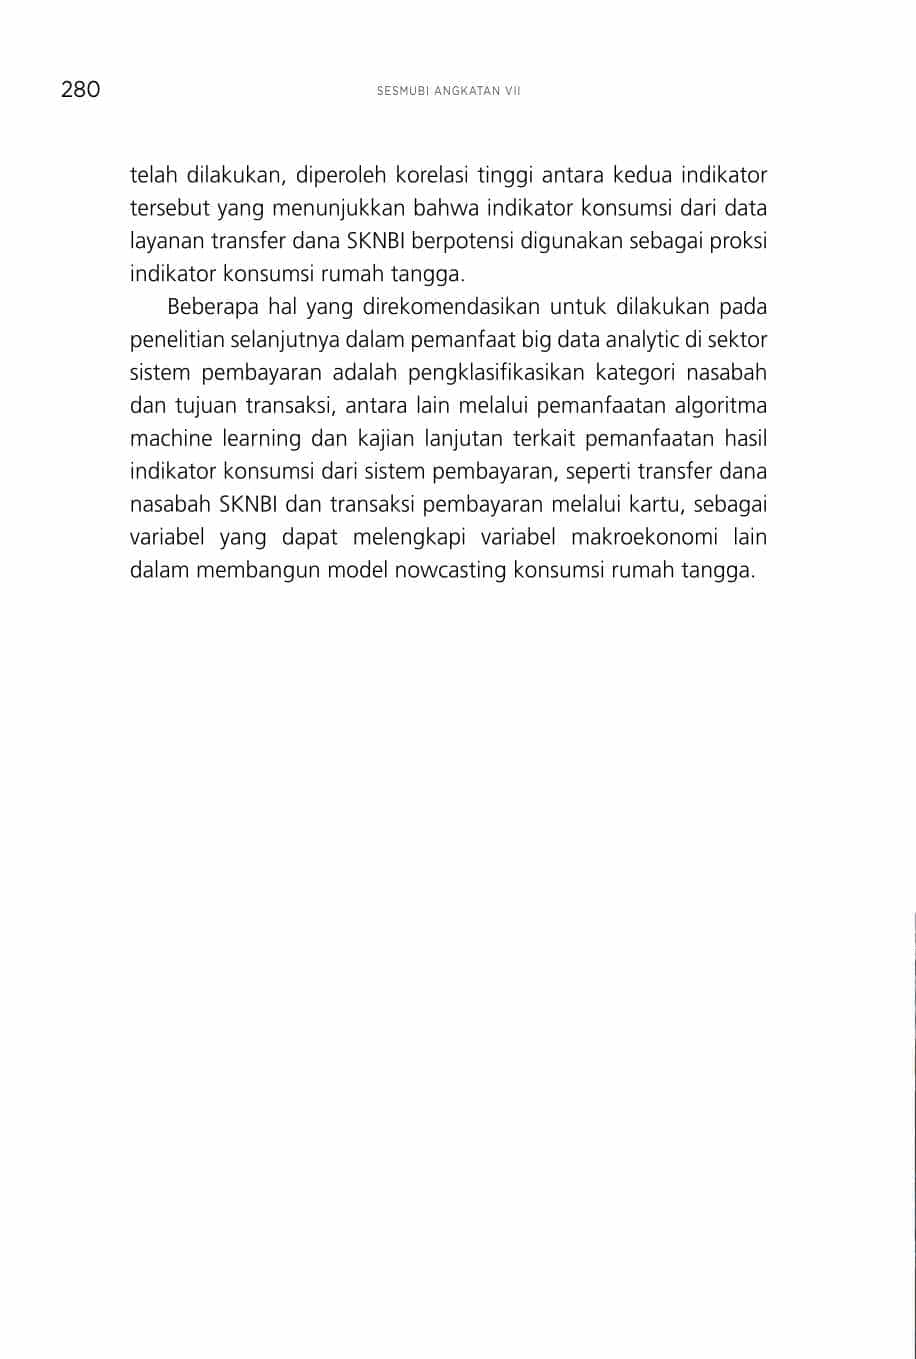 280
SESMUBI ANGKATAN VII
telah dilakukan, diperoleh korelasi tinggi antara kedua indikator
tersebut yang menunjukkan bahwa indikator konsumsi dari data
layanan transfer dana SKNBI berpotensi digunakan sebagai proksi
indikator konsumsi rumah tangga.
Beberapa hal yang direkomendasikan untuk dilakukan pada
penelitian selanjutnya dalam pemanfaat big data analytic di sektor
sistem pembayaran adalah pengklasifikasikan kategori nasabah
dan tujuan transaksi, antara lain melalui pemanfaatan algoritma
machine learning dan kajian lanjutan terkait pemanfaatan hasil
indikator konsumsi dari sistem pembayaran, seperti transfer dana
nasabah SKNBI dan transaksi pembayaran melalui kartu, sebagai
variabel yang dapat melengkapi variabel makroekonomi lain
dalam membangun model nowcasting konsumsi rumah tangga.